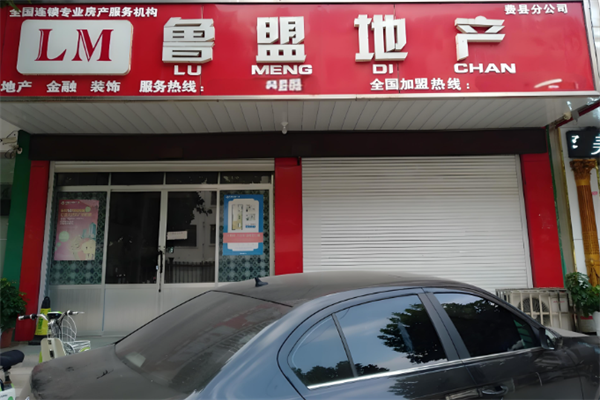 全国连锁专业房产服务机构
费县分公司
LM 鲁盟地产
LU MENG DI CHAN
地产 金融 装饰 服务热线：
全国加盟热线：